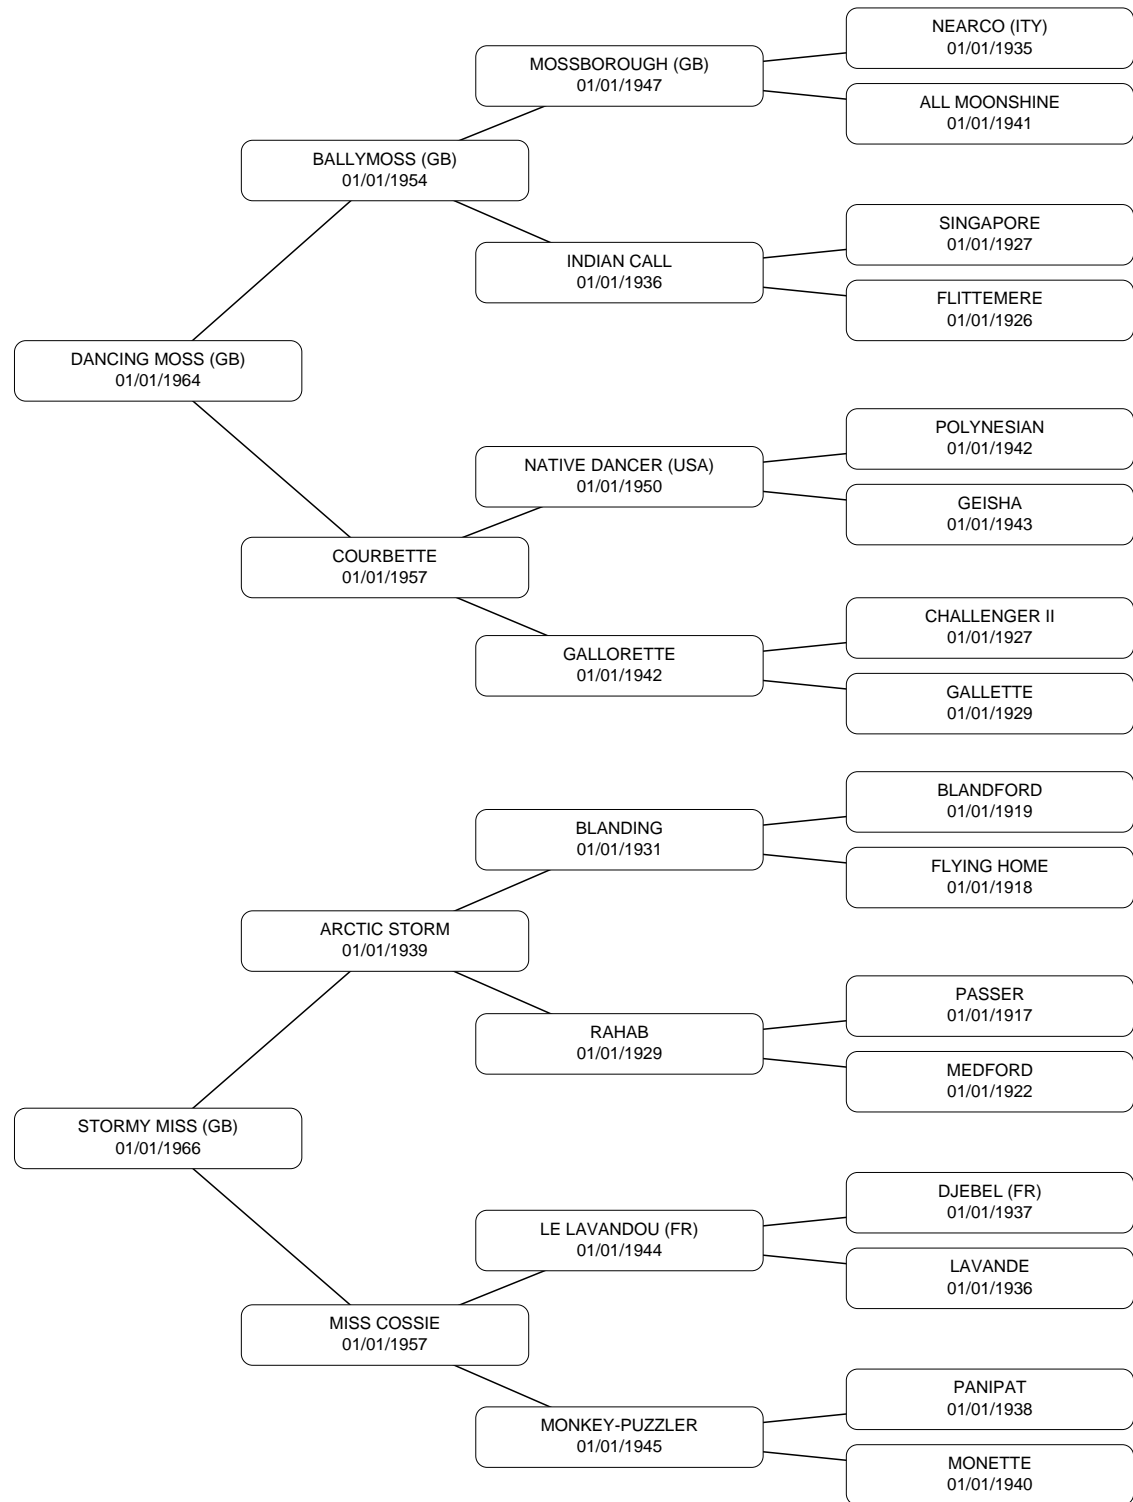 NEARCO (ITY)
01/01/1935
MOSSBOROUGH (GB)
01/01/1947
ALL MOONSHINE
01/01/1941
BALLYMOSS (GB)
01/01/1954
SINGAPORE
01/01/1927
INDIAN CALL
01/01/1936
FLITTEMERE
01/01/1926
DANCING MOSS (GB)
01/01/1964
POLYNESIAN
01/01/1942
NATIVE DANCER (USA)
01/01/1950
GEISHA
01/01/1943
COURBETTE
01/01/1957
CHALLENGER II
01/01/1927
GALLORETTE
01/01/1942
GALLETTE
01/01/1929
BLANDFORD
01/01/1919
BLANDING
01/01/1931
FLYING HOME
01/01/1918
ARCTIC STORM
01/01/1939
PASSER
01/01/1917
RAHAB
01/01/1929
MEDFORD
01/01/1922
STORMY MISS (GB)
01/01/1966
DJEBEL (FR)
01/01/1937
LE LAVANDOU (FR)
01/01/1944
LAVANDE
01/01/1936
MISS COSSIE
01/01/1957
PANIPAT
01/01/1938
MONKEY-PUZZLER
01/01/1945
MONETTE
01/01/1940